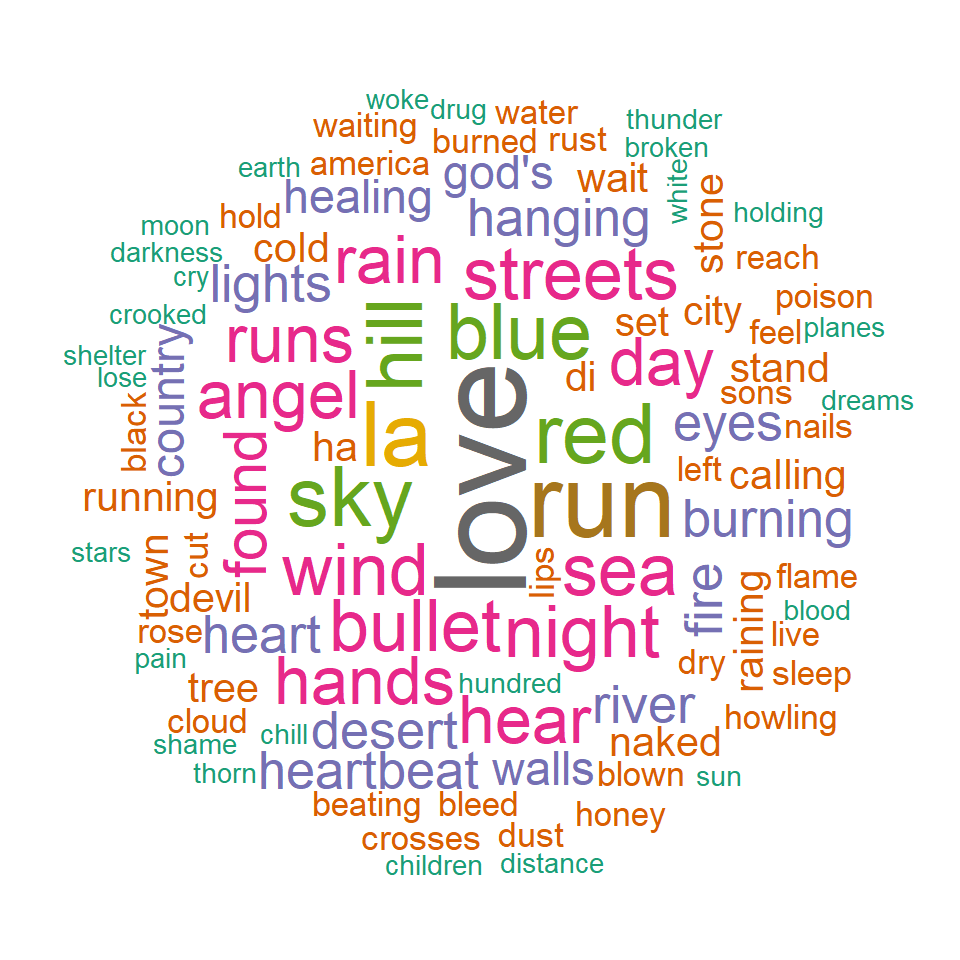 woke
drug
water
thunder
waiting
burned
rust
broken
earth
america
god's
wait
white
stone
healing
hanging
holding
moon
hold
darkness
cold
rain
streets
reach
cry
lights
poison
crooked
hill
blue
set
city
feel
planes
shelter
country
runs
day
stand
lose
angel
di
sons
dreams
black
found
ha
la
love
red
eyes
nails
running
sky
run
left
calling
burning
stars
town
cut
wind
lips
sea
fire
raining
flame
devil
blood
rose
heart
bullet
night
live
pain
tree
hands
hundred
dry
sleep
cloud
river
howling
shame
chill
desert
hear
naked
thorn
heartbeat
walls
blown
sun
beating
bleed
honey
crosses
dust
children
distance